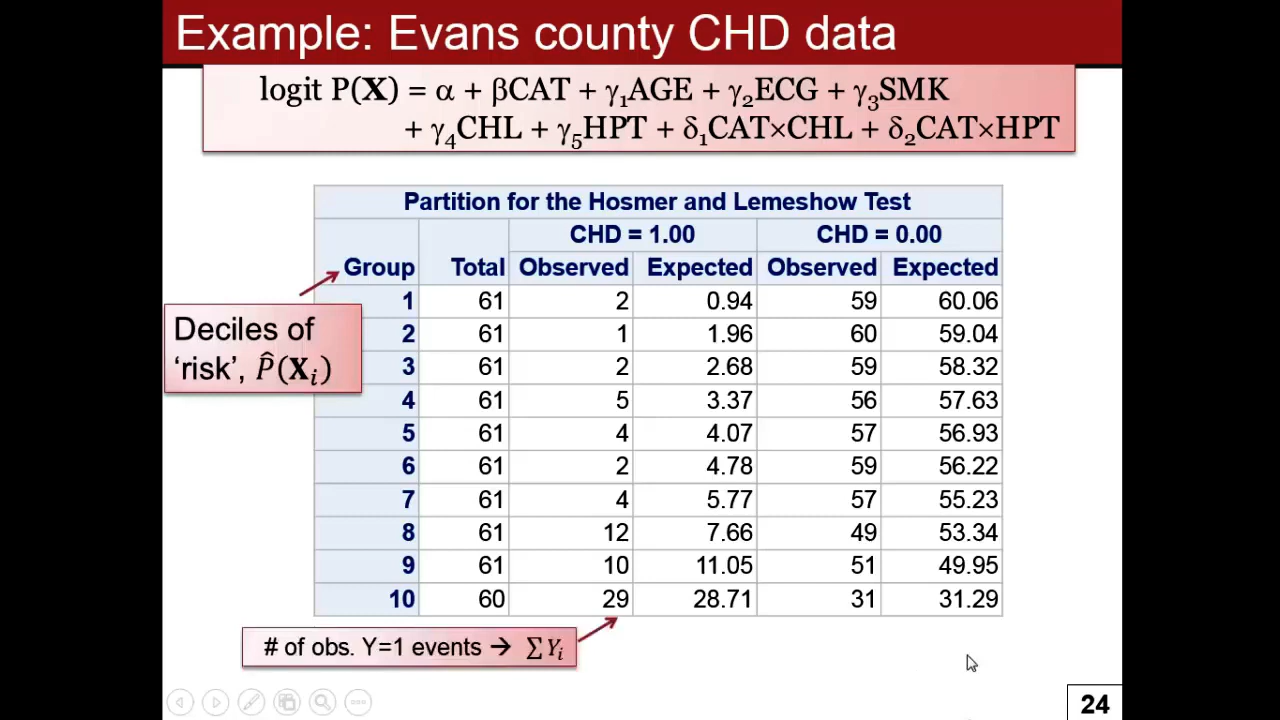 Example: Evans county CHD data
logit P(X) = α + βCAT + γ₁AGE + γ₂ECG + γ₃SMK
+ γ₄CHL + γ₅HPT + δ₁CAT×CHL + δ₂CAT×HPT
Partition for the Hosmer and Lemeshow Test
CHD = 1.00 CHD = 0.00
Group Total Observed Expected Observed Expected
1 61 2 0.94 59 60.06
2 61 1 1.96 60 59.04
3 61 2 2.68 59 58.32
4 61 5 3.37 56 57.63
5 61 4 4.07 57 56.93
6 61 2 4.78 59 56.22
7 61 4 5.77 57 55.23
8 61 12 7.66 49 53.34
9 61 10 11.05 51 49.95
10 60 29 28.71 31 31.29
Deciles of
‘risk’, P̂(Xᵢ)
# of obs. Y=1 events → ∑Yᵢ
24